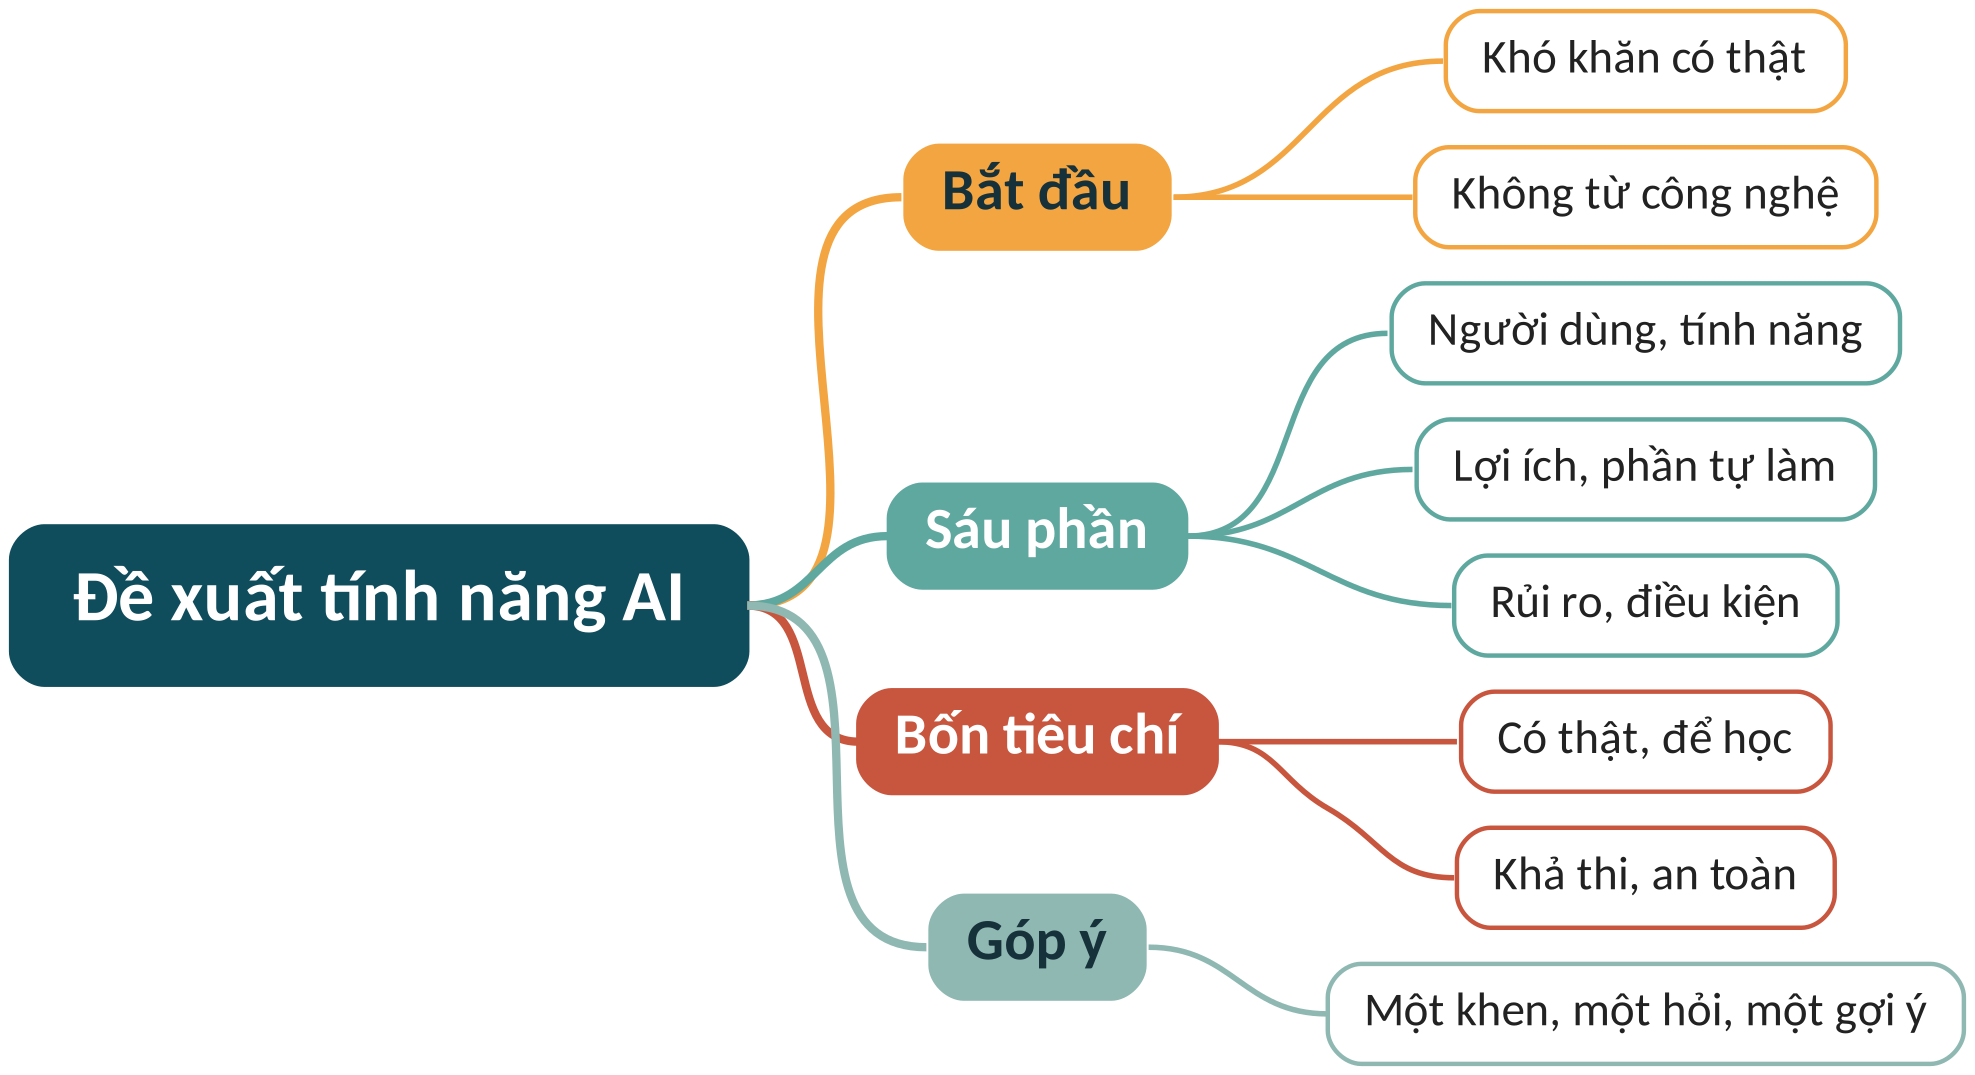 Đề xuất tính năng AI
Bắt đầu
Khó khăn có thật
Không từ công nghệ
Sáu phần
Người dùng, tính năng
Lợi ích, phần tự làm
Rủi ro, điều kiện
Bốn tiêu chí
Có thật, để học
Khả thi, an toàn
Góp ý
Một khen, một hỏi, một gợi ý